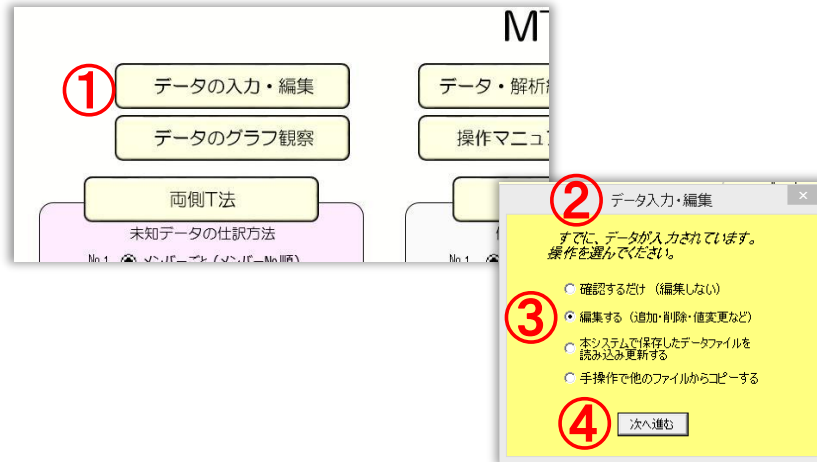 MT
① データの入力・編集
データ・解析
データのグラフ観察
操作マニュ
両側T法
未知データの仕訳方法
No.1 メンバーごと(メンバーNo順)
No.1
② データ入力・編集
すでに、データが入力されています。
操作を選んでください。
確認するだけ (編集しない)
③ 編集する (追加・削除・値変更など)
本システムで保存したデータファイルを
読み込み更新する
手操作で他のファイルからコピーする
④ 次へ進む